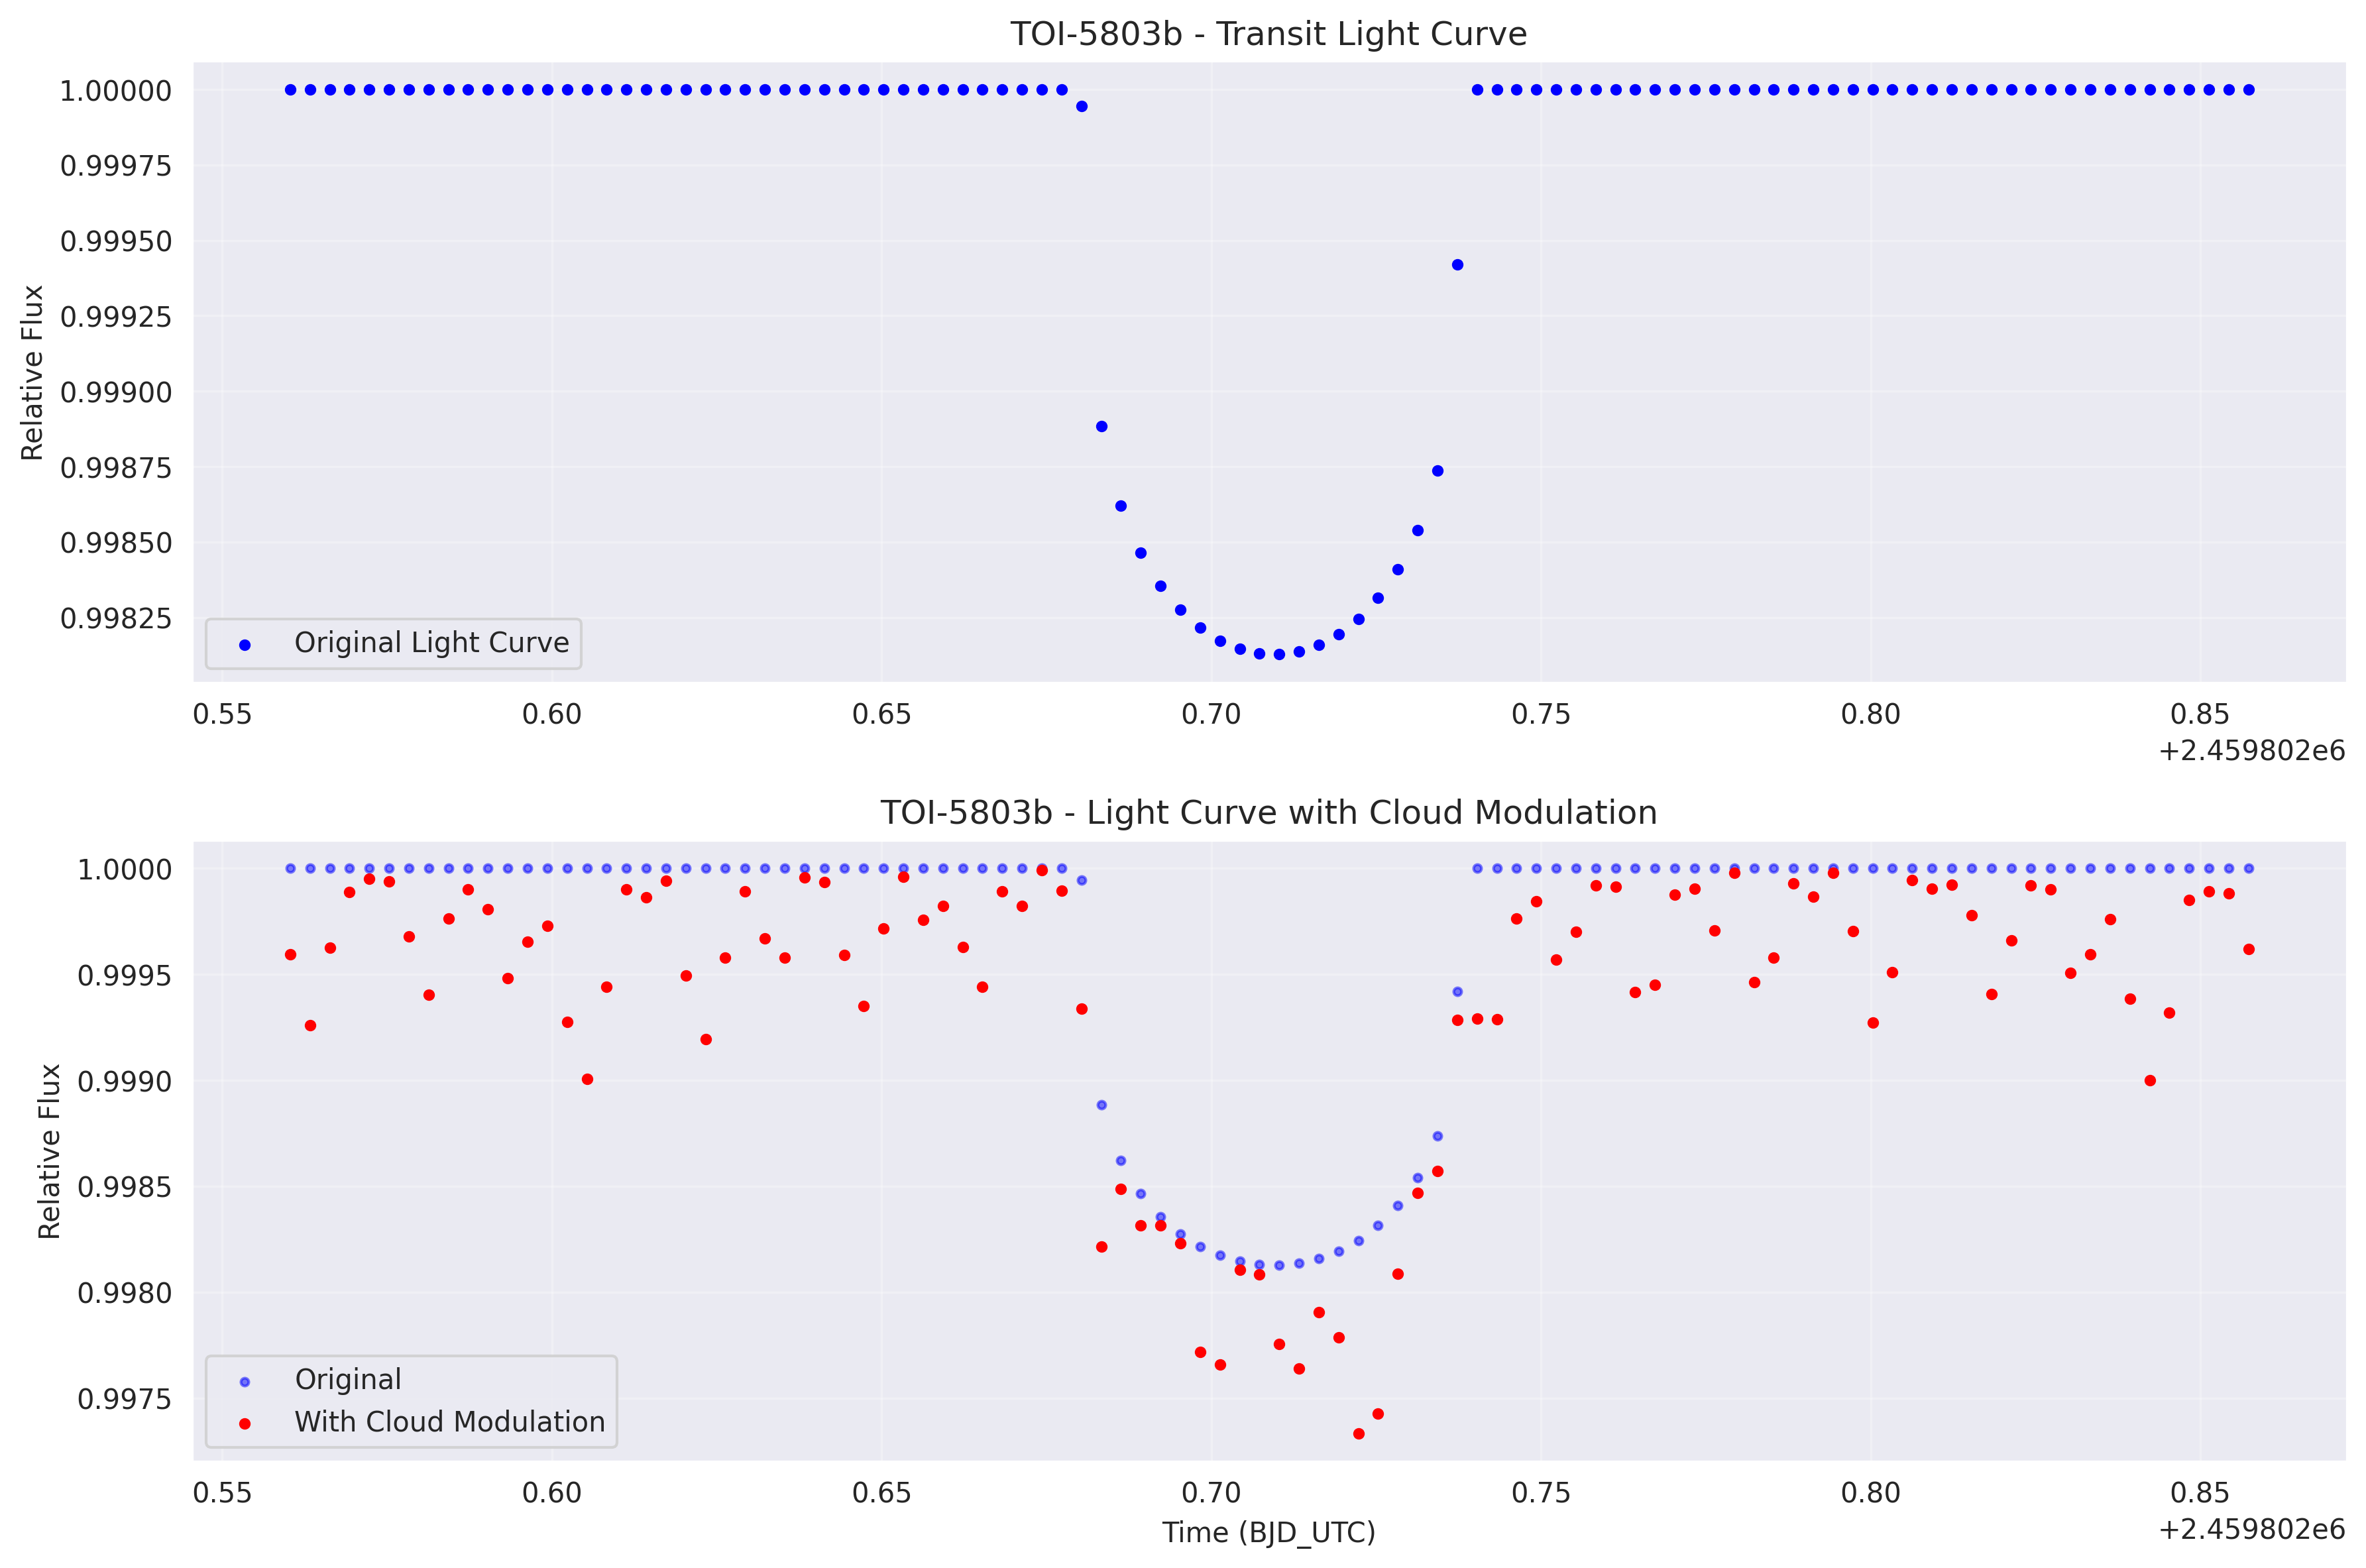 TOI-5803b - Transit Light Curve
1.00000
0.99975
0.99950
0.99925
0.99900
0.99875
0.99850
0.99825
Relative Flux
Original Light Curve
0.55 0.60 0.65 0.70 0.75 0.80 0.85
+2.459802e6
TOI-5803b - Light Curve with Cloud Modulation
1.0000
0.9995
0.9990
0.9985
0.9980
0.9975
Relative Flux
Original
With Cloud Modulation
0.55 0.60 0.65 0.70 0.75 0.80 0.85
Time (BJD_UTC)
+2.459802e6